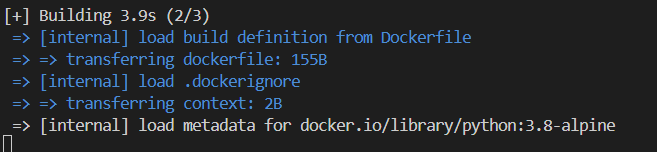 [+] Building 3.9s (2/3)
=> [internal] load build definition from Dockerfile
=> => transferring dockerfile: 155B
=> [internal] load .dockerignore
=> => transferring context: 2B
=> [internal] load metadata for docker.io/library/python:3.8-alpine